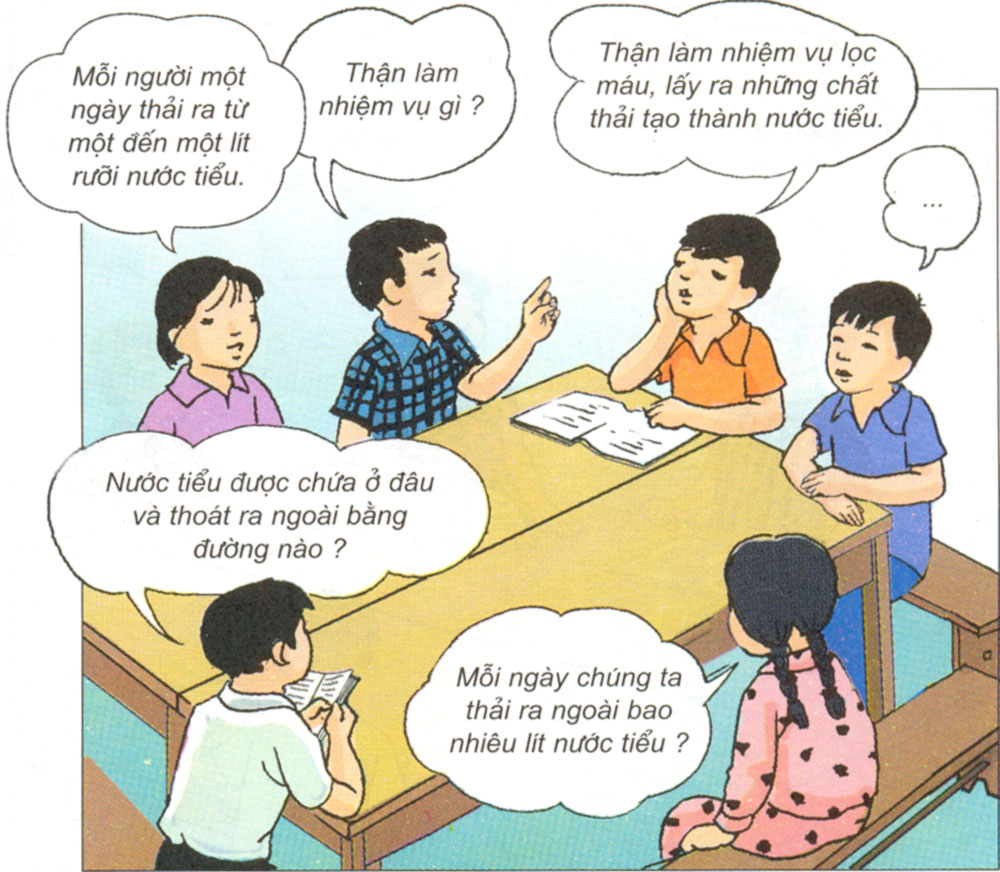 Mỗi người một
ngày thải ra từ
một đến một lít
rưỡi nước tiểu.
Thận làm
nhiệm vụ gì ?
Thận làm nhiệm vụ lọc
máu, lấy ra những chất
thải tạo thành nước tiểu.
...
Nước tiểu được chứa ở đâu
và thoát ra ngoài bằng
đường nào ?
Mỗi ngày chúng ta
thải ra ngoài bao
nhiêu lít nước tiểu ?